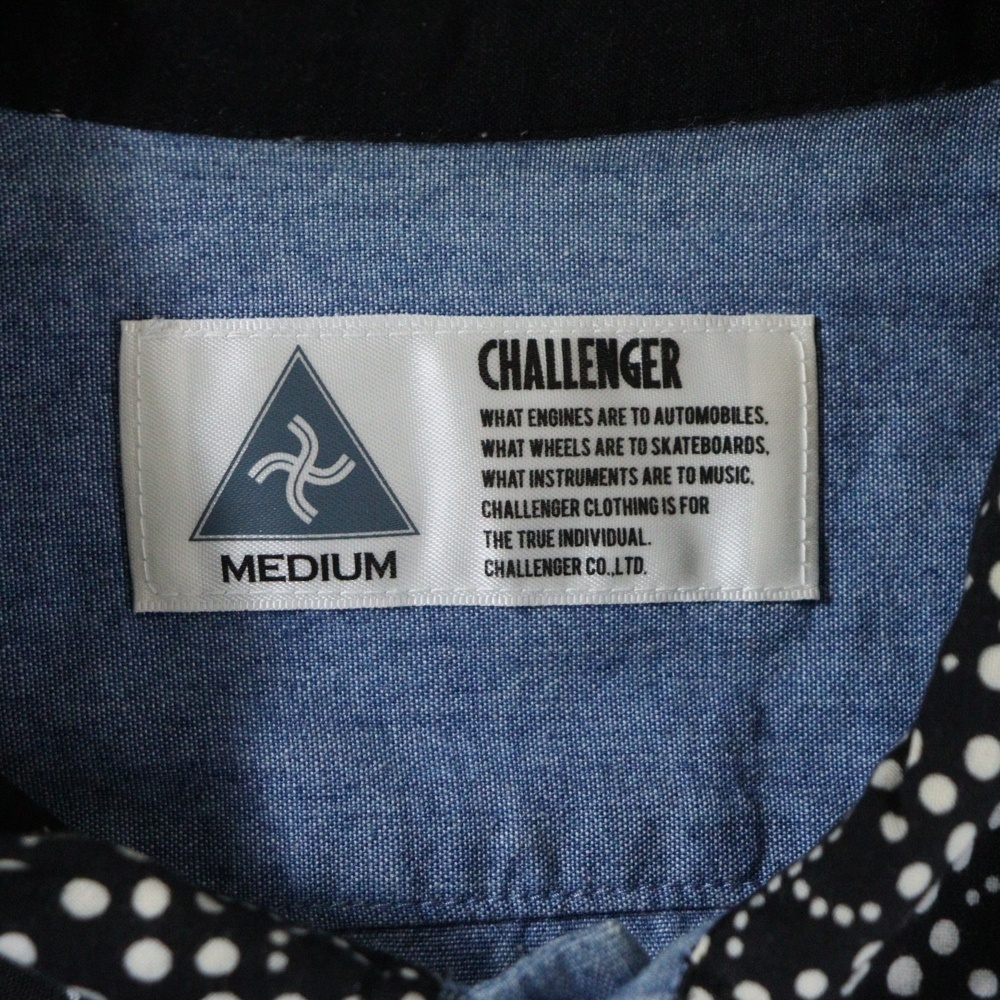 CHALLENGER
WHAT ENGINES ARE TO AUTOMOBILES.
WHAT WHEELS ARE TO SKATEBOARDS.
WHAT INSTRUMENTS ARE TO MUSIC.
CHALLENGER CLOTHING IS FOR
THE TRUE INDIVIDUAL.
CHALLENGER CO.,LTD.
MEDIUM